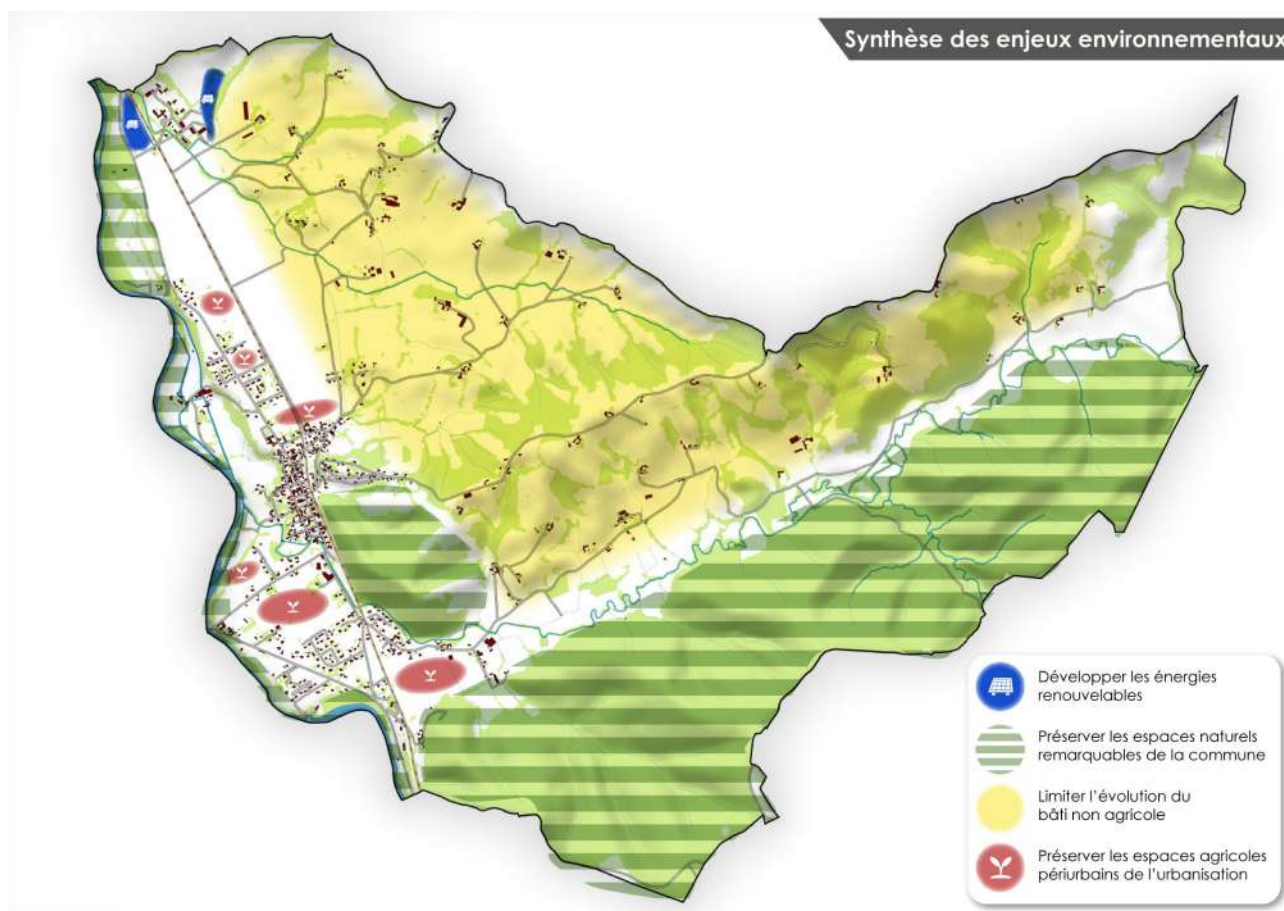 Synthèse des enjeux environnementaux
Développer les énergies
renouvelables
Préserver les espaces naturels
remarquables de la commune
Limiter l'évolution du
bâti non agricole
Préserver les espaces agricoles
périurbains de l'urbanisation